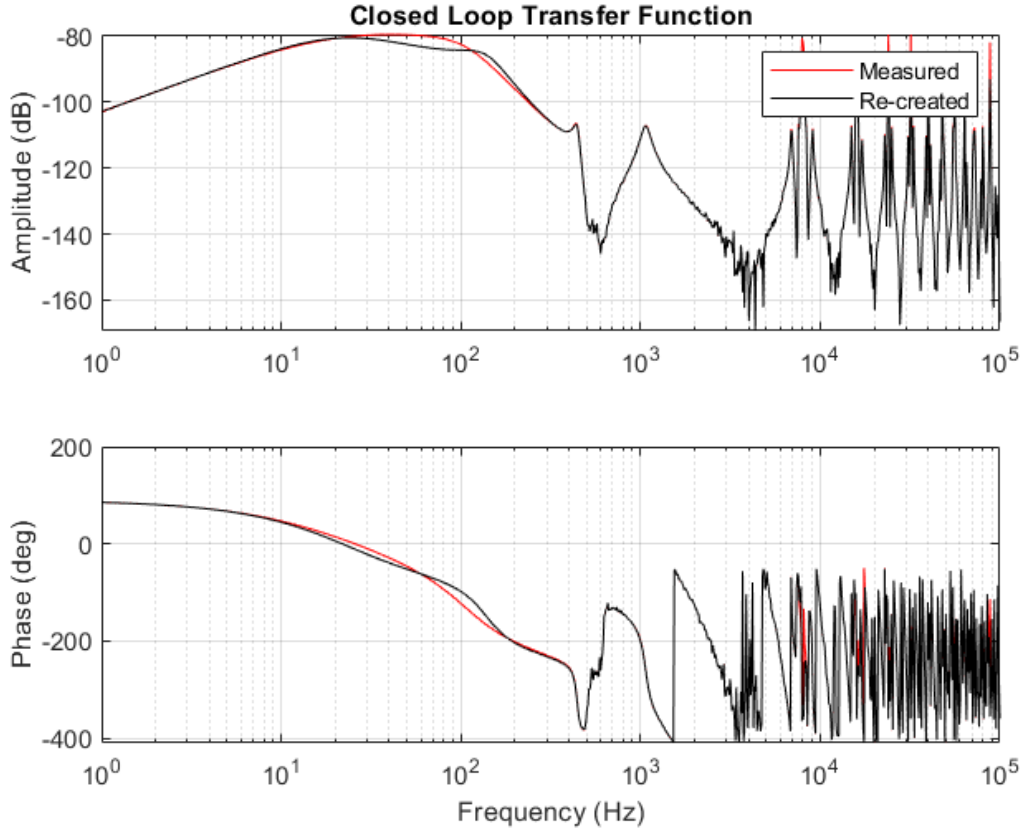 Closed Loop Transfer Function
Amplitude (dB)
-80
-100
-120
-140
-160
Measured
Re-created
10^0 10^1 10^2 10^3 10^4 10^5
Phase (deg)
200
0
-200
-400
10^0 10^1 10^2 10^3 10^4 10^5
Frequency (Hz)